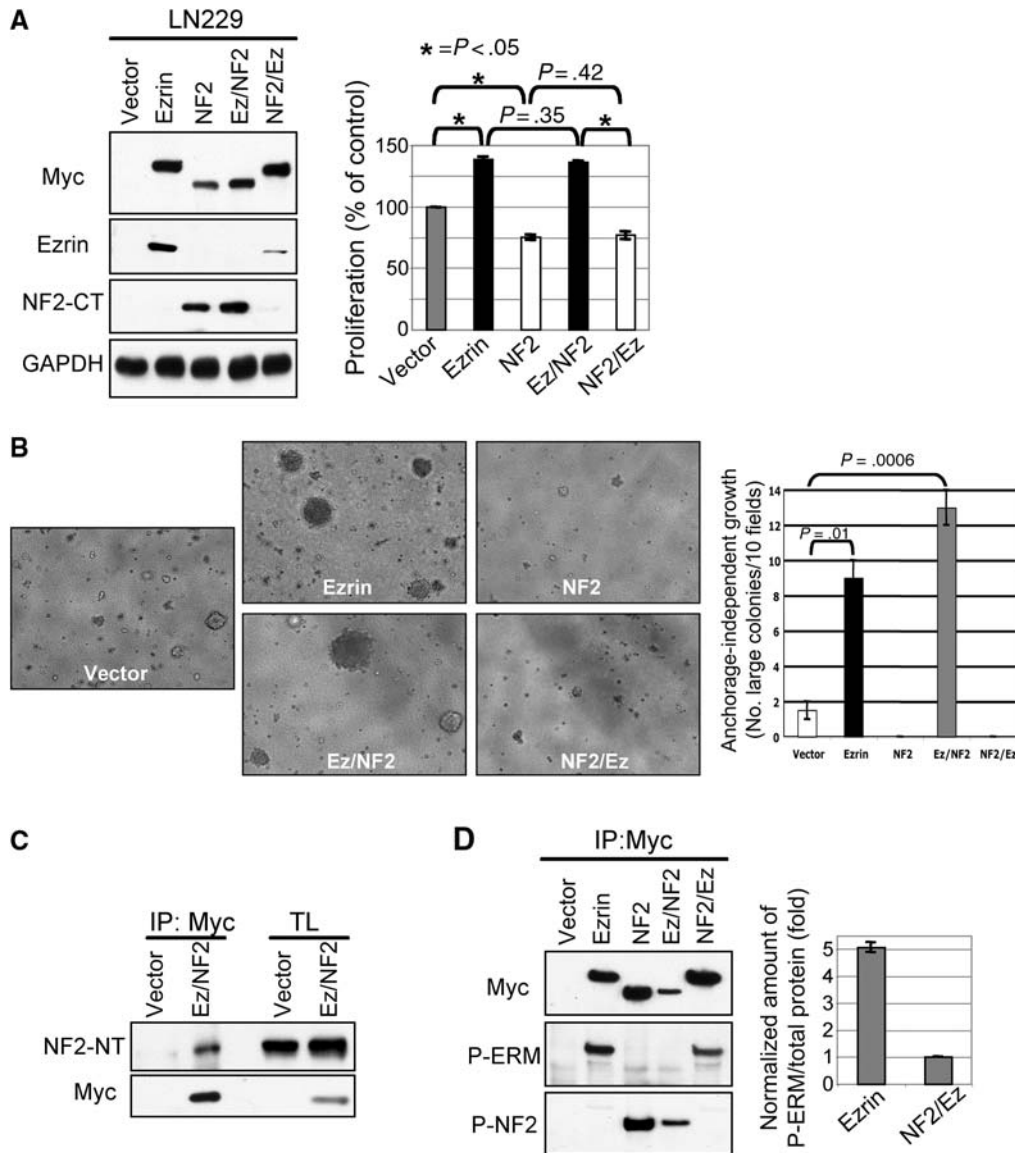 A
LN229
Vector
Ezrin
NF2
Ez/NF2
NF2/Ez
Myc
Ezrin
NF2-CT
GAPDH
* =P < .05
*
P = .42
*
P = .35
*
Proliferation (% of control)
150
125
100
75
50
25
0
Vector
Ezrin
NF2
Ez/NF2
NF2/Ez
B
Vector
Ezrin
NF2
Ez/NF2
NF2/Ez
P = .0006
P = .01
Anchorage-independent growth
(No. large colonies/10 fields)
14
12
10
8
6
4
2
0
Vector
Ezrin
NF2
Ez/NF2
NF2/Ez
C
IP: Myc
TL
Vector
Ez/NF2
Vector
Ez/NF2
NF2-NT
Myc
D
IP:Myc
Vector
Ezrin
NF2
Ez/NF2
NF2/Ez
Myc
P-ERM
P-NF2
Normalized amount of
P-ERM/total protein (fold)
5
4
3
2
1
0
Ezrin
NF2/Ez